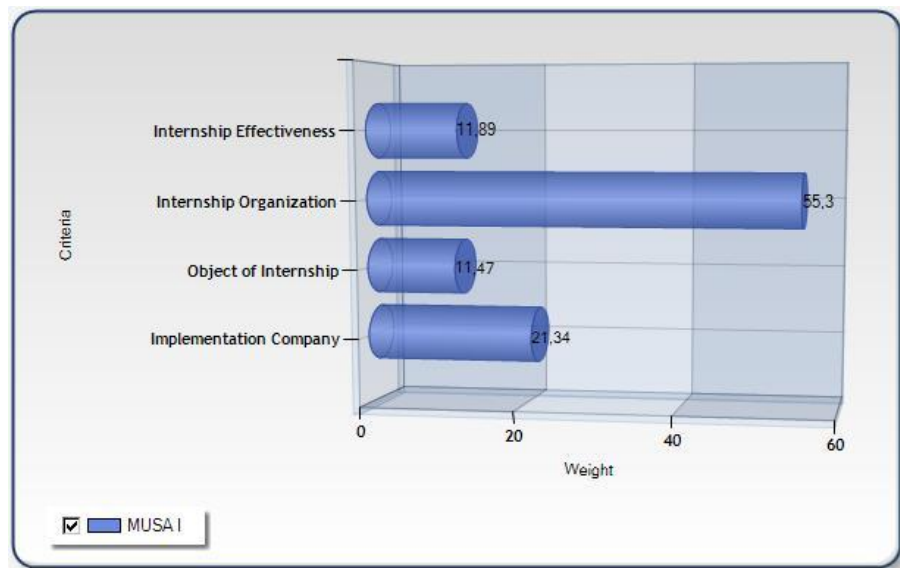 Internship Effectiveness
11,89
Internship Organization
55,3
Criteria
Object of Internship
11,47
Implementation Company
21,34
0
20
40
60
Weight
MUSA I